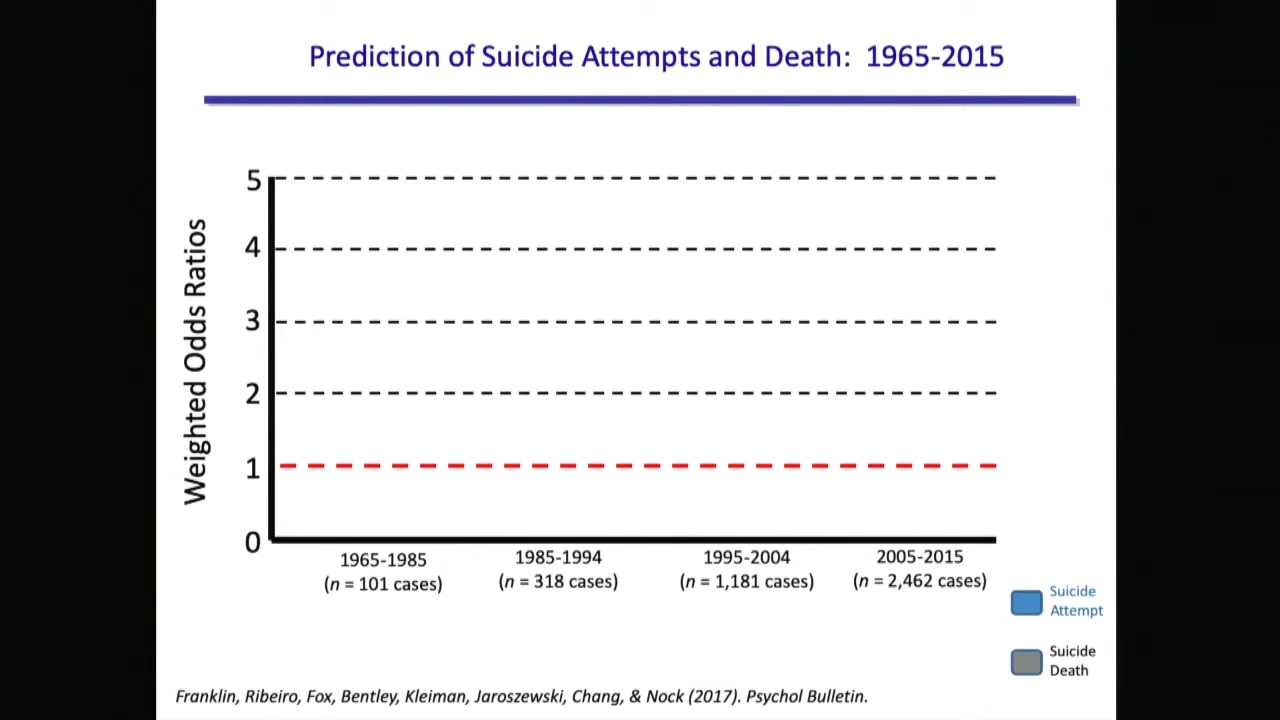 Prediction of Suicide Attempts and Death: 1965-2015
Weighted Odds Ratios
5
4
3
2
1
0
1965-1985
(n = 101 cases)
1985-1994
(n = 318 cases)
1995-2004
(n = 1,181 cases)
2005-2015
(n = 2,462 cases)
Suicide
Attempt
Suicide
Death
Franklin, Ribeiro, Fox, Bentley, Kleiman, Jaroszewski, Chang, & Nock (2017). Psychol Bulletin.